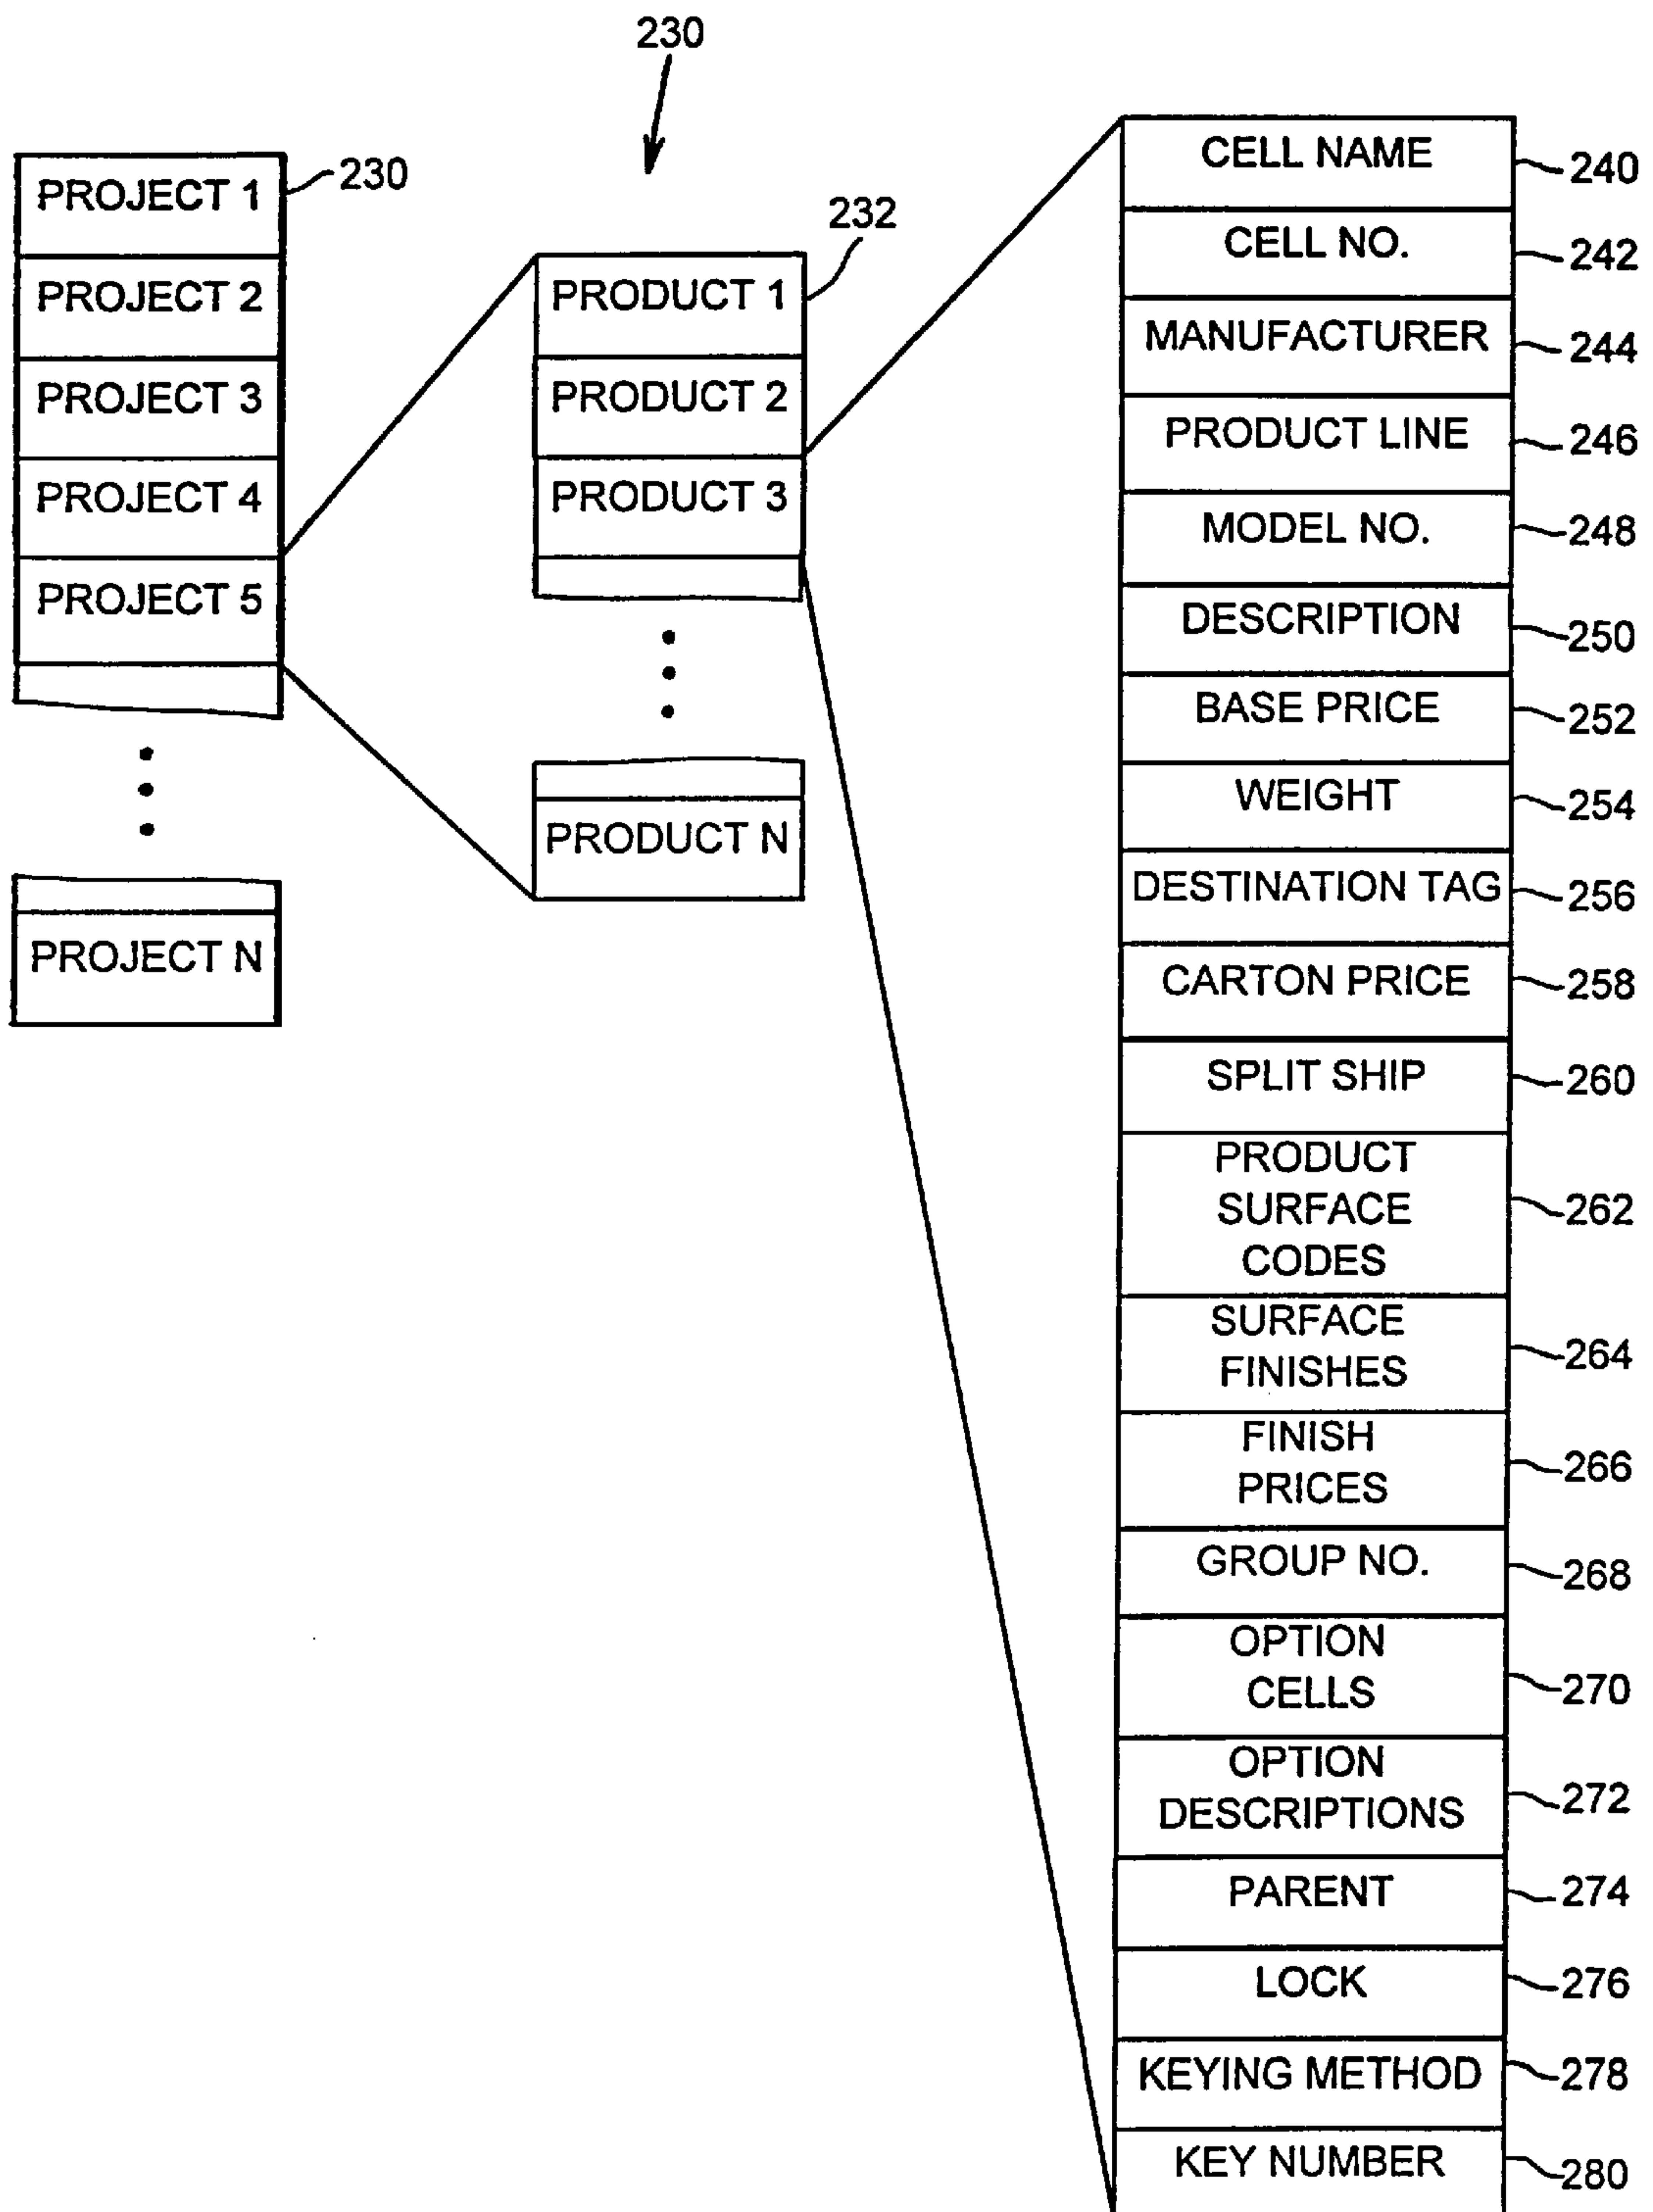 230
PROJECT 1
230
PROJECT 2
PROJECT 3
PROJECT 4
PROJECT 5
PROJECT N
232
PRODUCT 1
PRODUCT 2
PRODUCT 3
PRODUCT N
CELL NAME
240
CELL NO.
242
MANUFACTURER
244
PRODUCT LINE
246
MODEL NO.
248
DESCRIPTION
250
BASE PRICE
252
WEIGHT
254
DESTINATION TAG
256
CARTON PRICE
258
SPLIT SHIP
260
PRODUCT
SURFACE
CODES
262
SURFACE
FINISHES
264
FINISH
PRICES
266
GROUP NO.
268
OPTION
CELLS
270
OPTION
DESCRIPTIONS
272
PARENT
274
LOCK
276
KEYING METHOD
278
KEY NUMBER
280